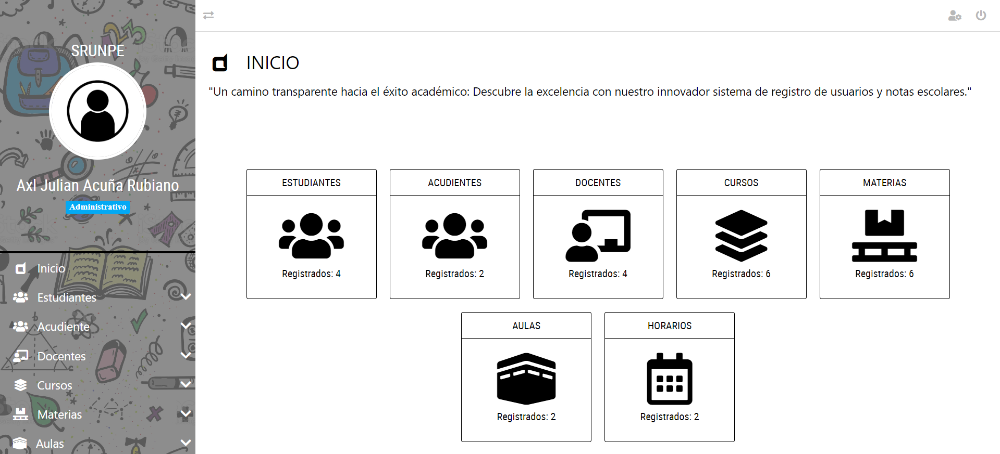 SRUNPE
Axl Julian Acuña Rubiano
Administrativo
Inicio
Estudiantes
Acudiente
Docentes
Cursos
Materias
Aulas
INICIO
"Un camino transparente hacia el éxito académico: Descubre la excelencia con nuestro innovador sistema de registro de usuarios y notas escolares."
ESTUDIANTES
Registrados: 4
ACUDIENTES
Registrados: 2
DOCENTES
Registrados: 4
CURSOS
Registrados: 6
MATERIAS
Registrados: 6
AULAS
Registrados: 2
HORARIOS
Registrados: 2